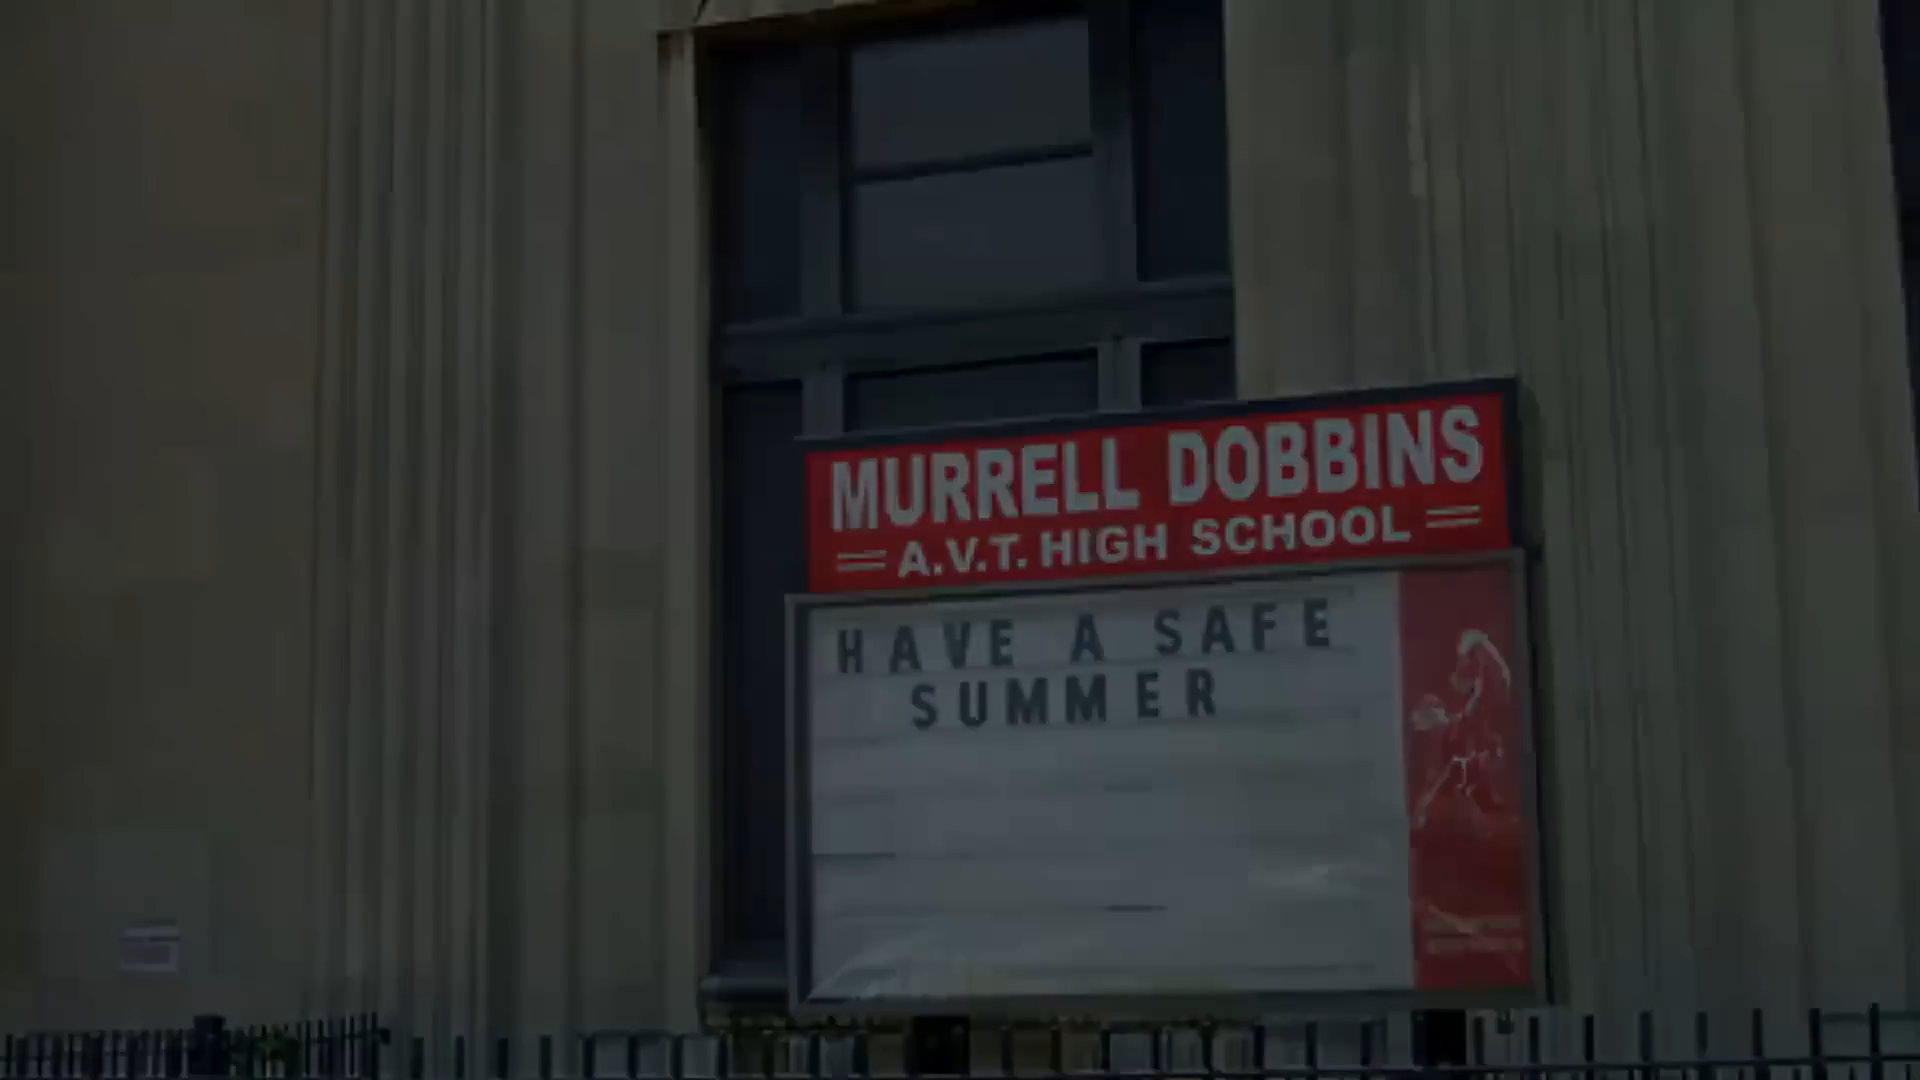 MURRELL DOBBINS
A.V.T. HIGH SCHOOL
HAVE A SAFE
SUMMER